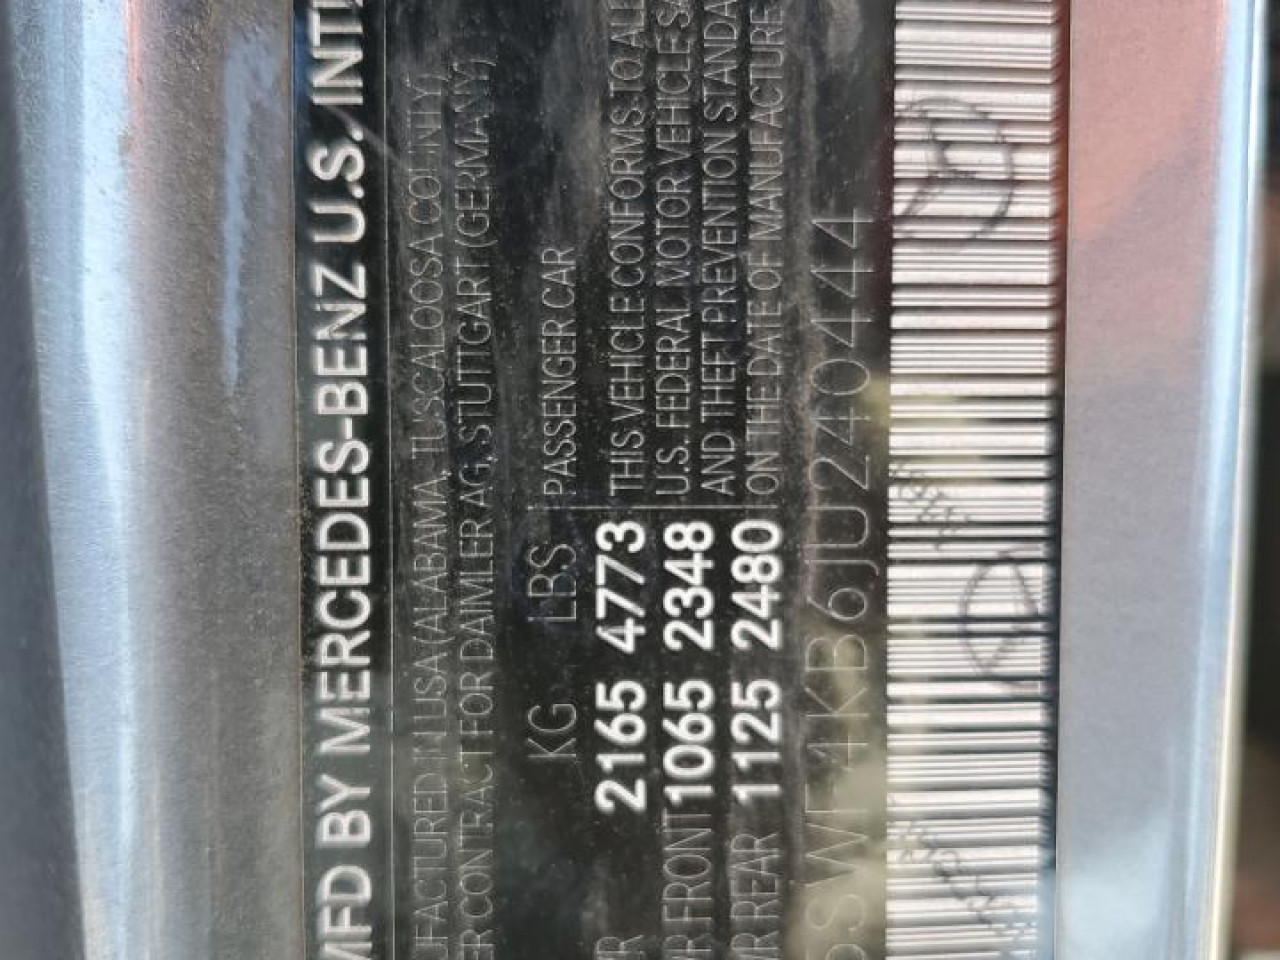 MFD BY MERCEDES-BENZ U.S. INT
UFACTURED IN USA (ALABAMA, TUSCALOOSA COUNTY)
ER CONTRACT FOR DAIMLER AG, STUTTGART (GERMANY)
KG LBS PASSENGER CAR
R 2165 4773 THIS VEHICLE CONFORMS TO ALL
R FRONT 1065 2348 U.S. FEDERAL MOTOR VEHICLE SA
R REAR 1125 2480 AND THEFT PREVENTION STANDA
ON THE DATE OF MANUFACTURE
5SWF4KB6JU240444